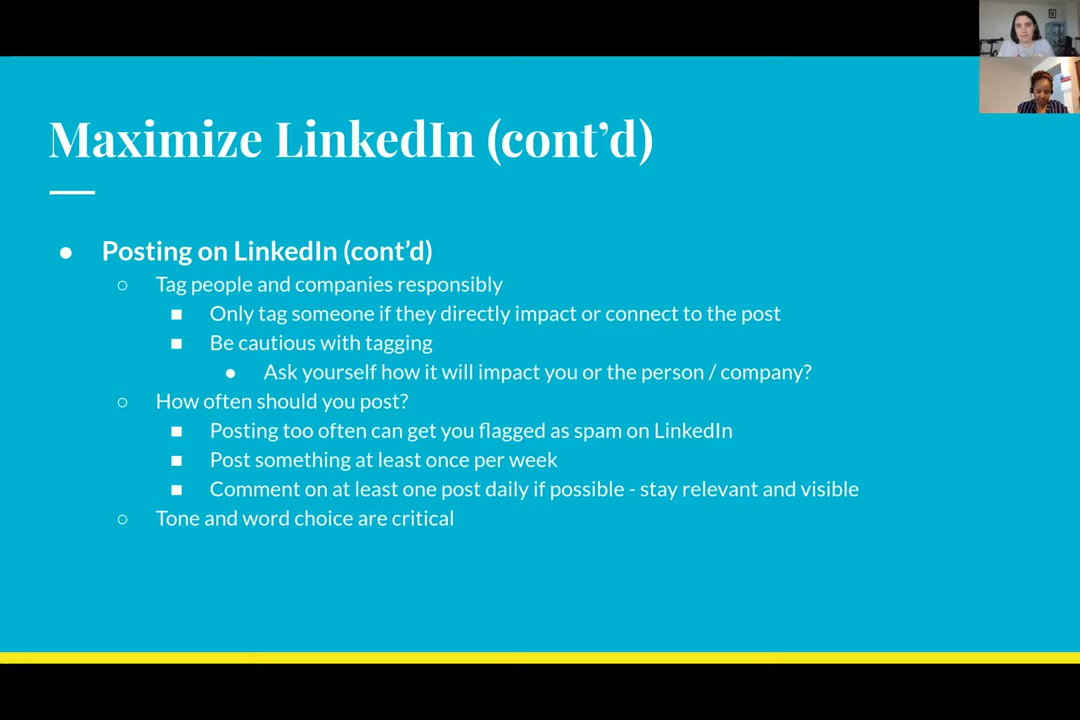 Maximize LinkedIn (cont’d)
● Posting on LinkedIn (cont’d)
○ Tag people and companies responsibly
■ Only tag someone if they directly impact or connect to the post
■ Be cautious with tagging
● Ask yourself how it will impact you or the person / company?
○ How often should you post?
■ Posting too often can get you flagged as spam on LinkedIn
■ Post something at least once per week
■ Comment on at least one post daily if possible - stay relevant and visible
○ Tone and word choice are critical